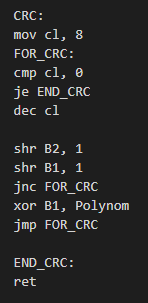 CRC:
mov cl, 8
FOR_CRC:
cmp cl, 0
je END_CRC
dec cl
shr B2, 1
shr B1, 1
jnc FOR_CRC
xor B1, Polynom
jmp FOR_CRC
END_CRC:
ret